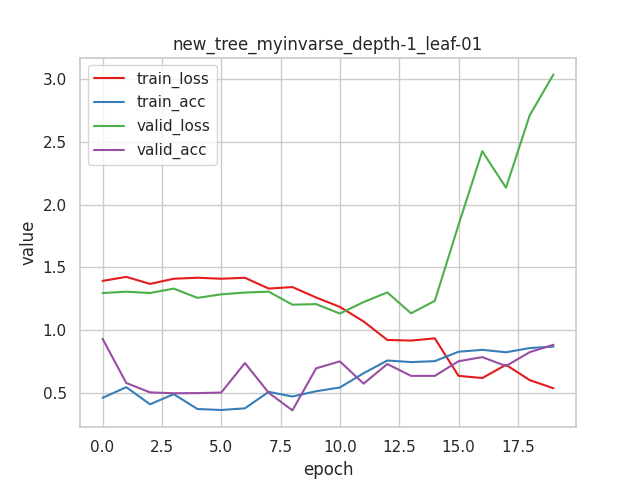 new_tree_myinvarse_depth-1_leaf-01
train_loss
train_acc
valid_loss
valid_acc
value
3.0
2.5
2.0
1.5
1.0
0.5
0.0
2.5
5.0
7.5
10.0
12.5
15.0
17.5
epoch